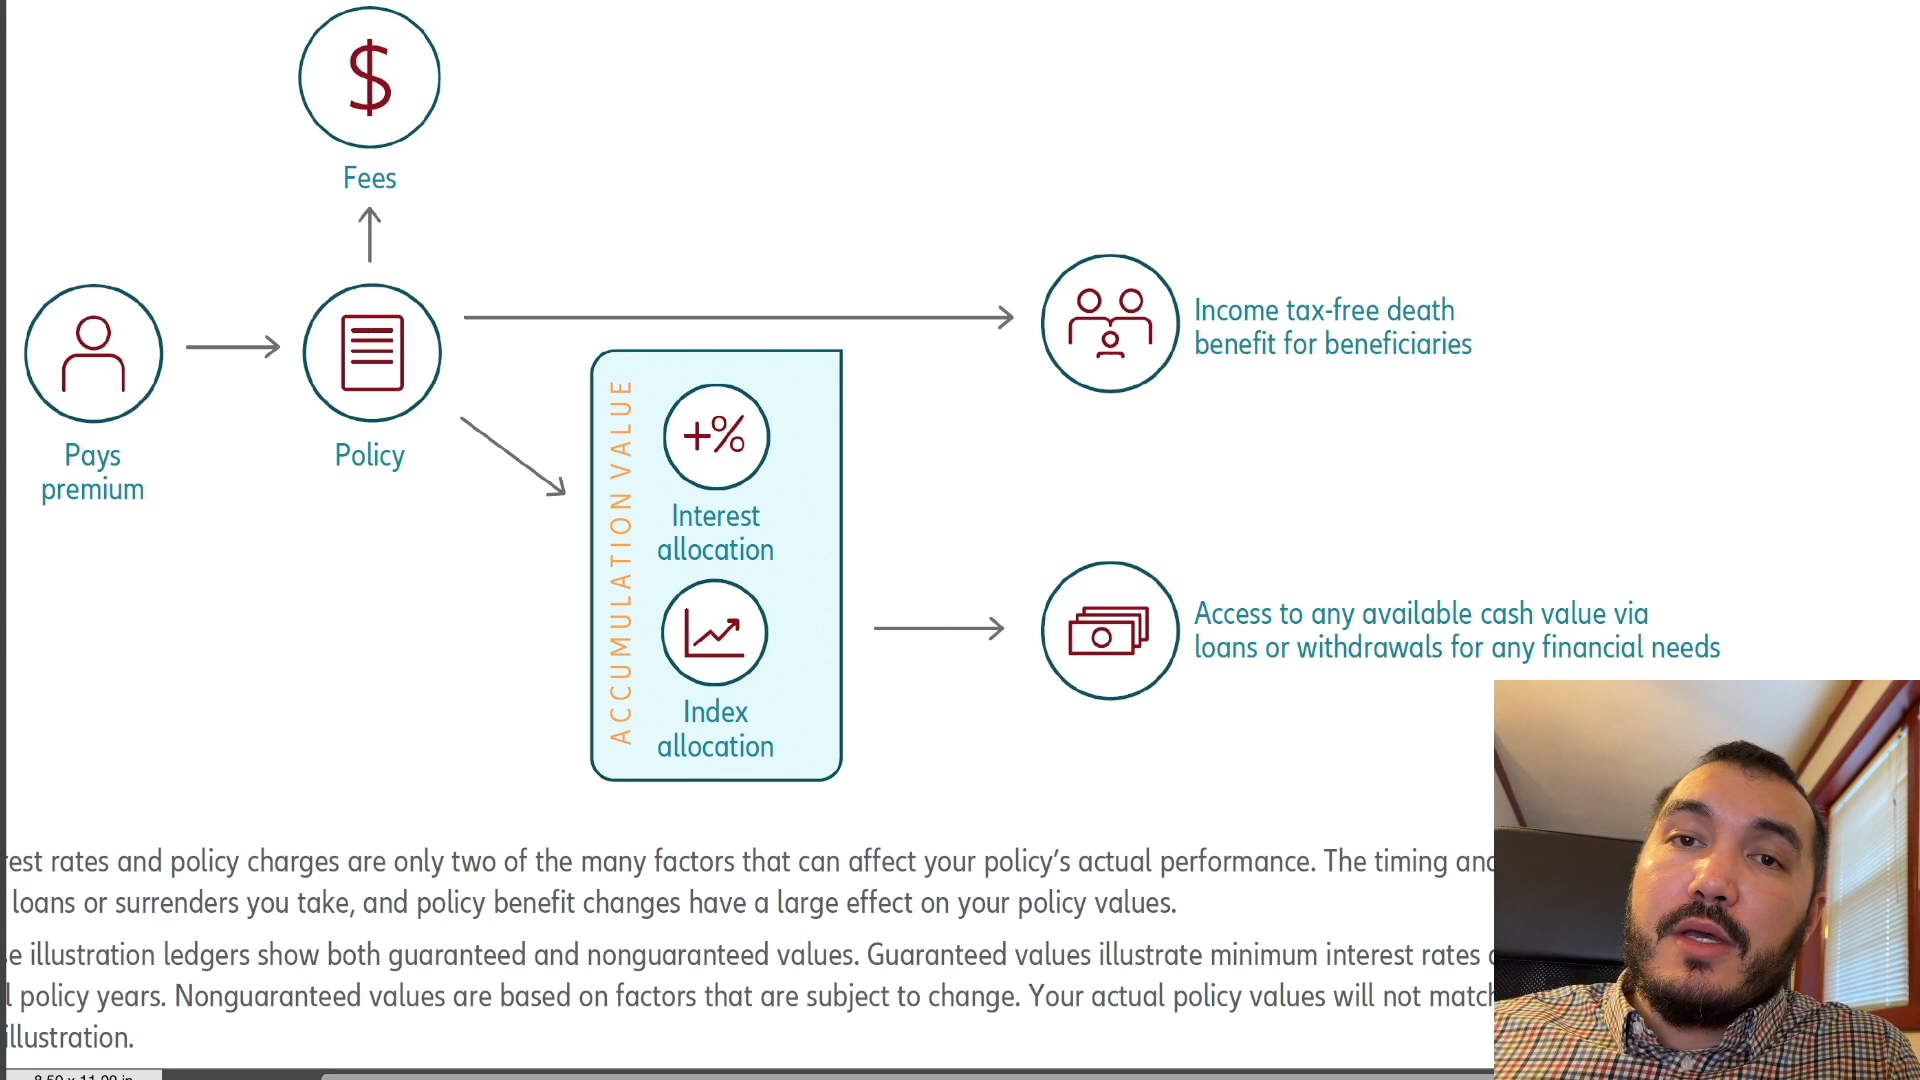 $
Fees
Pays
premium
Policy
ACCUMULATION VALUE
+%
Interest
allocation
Index
allocation
Income tax-free death
benefit for beneficiaries
Access to any available cash value via
loans or withdrawals for any financial needs
rates and policy charges are only two of the many factors that can affect your policy's actual performance. The timing
loans or surrenders you take, and policy benefit changes have a large effect on your policy values.
illustration ledgers show both guaranteed and nonguaranteed values. Guaranteed values illustrate minimum interest rates
policy years. Nonguaranteed values are based on factors that are subject to change. Your actual policy values will not match
illustration.